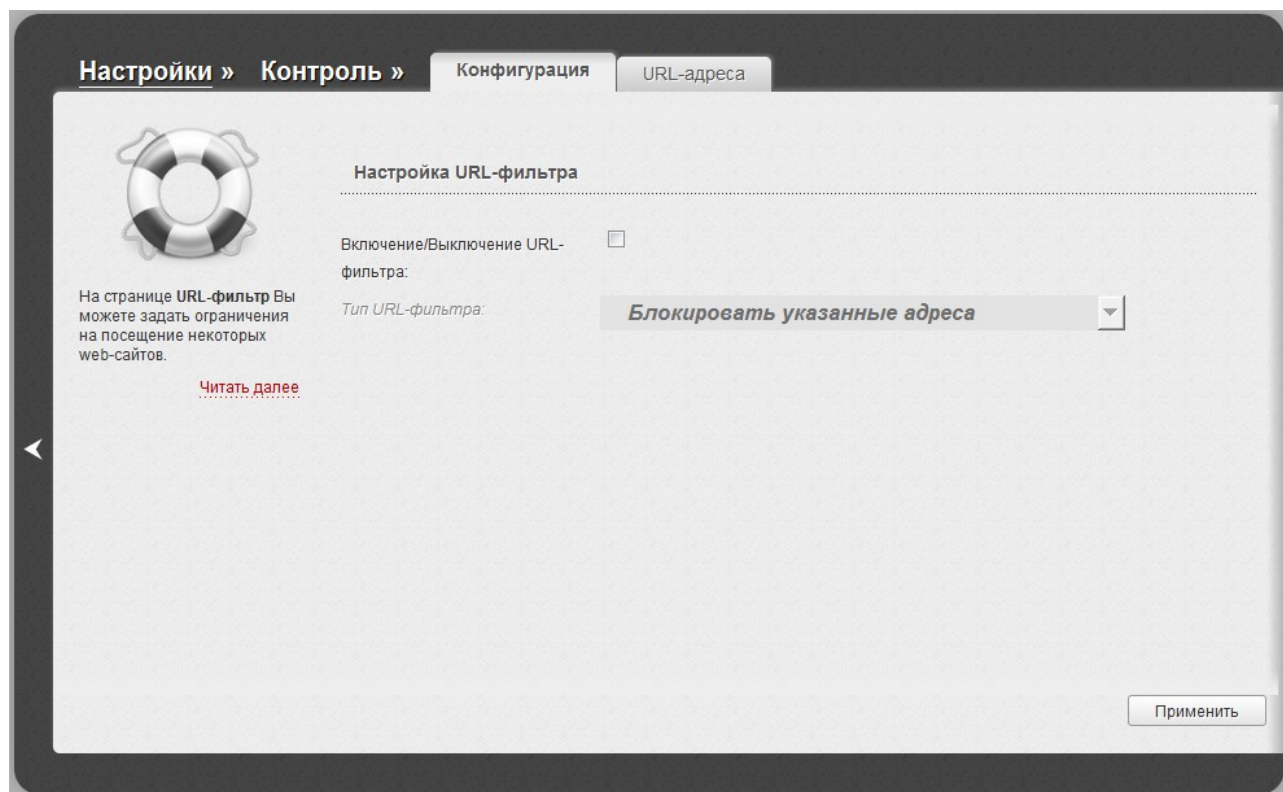 Настройки » Контроль » Конфигурация URL-адреса
Настройка URL-фильтра
Включение/Выключение URL-
фильтра:
Тип URL-фильтра: Блокировать указанные адреса
На странице URL-фильтр Вы
можете задать ограничения
на посещение некоторых
web-сайтов.
Читать далее
Применить